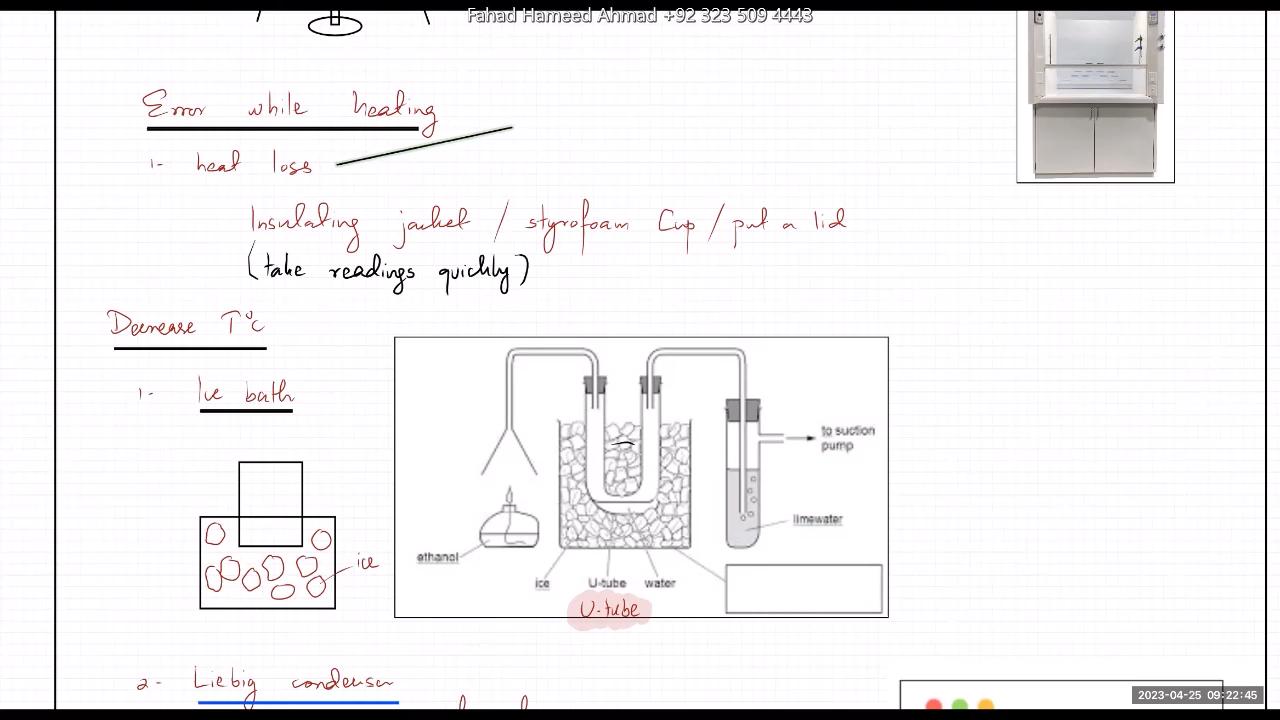 Fahad Hameed Ahmad +92 323 509 4443
Error while heating
1- heat loss
Insulating jacket / styrofoam Cup / put a lid
(take readings quickly)
Decrease T°C
1- Ice bath
ice
to suction
pump
limewater
ethanol
ice U-tube water
U-tube
2- Liebig condenser
2023-04-25 09:22:45